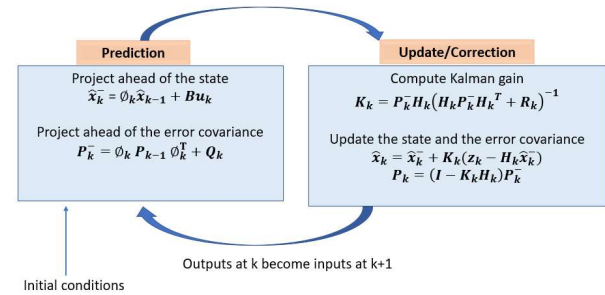 Prediction
Project ahead of the state
x̂ₖ⁻ = ∅ₖx̂ₖ₋₁ + Buₖ
Project ahead of the error covariance
Pₖ⁻ = ∅ₖ Pₖ₋₁ ∅ₖᵀ + Qₖ
Update/Correction
Compute Kalman gain
Kₖ = Pₖ⁻Hₖ(HₖPₖ⁻Hₖᵀ + Rₖ)⁻¹
Update the state and the error covariance
x̂ₖ = x̂ₖ⁻ + Kₖ(zₖ − Hₖx̂ₖ⁻)
Pₖ = (I − KₖHₖ)Pₖ⁻
Outputs at k become inputs at k+1
Initial conditions